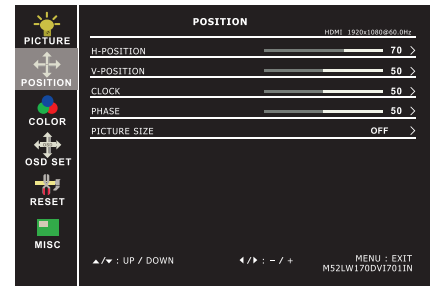 POSITION
HDMI 1920x1080@60.0Hz
PICTURE
POSITION
COLOR
OSD SET
RESET
MISC
H-POSITION 70 >
V-POSITION 50 >
CLOCK 50 >
PHASE 50 >
PICTURE SIZE OFF >
▲/▼ : UP / DOWN ◀/▶ : – / + MENU : EXIT
M52LW170DVI701IN